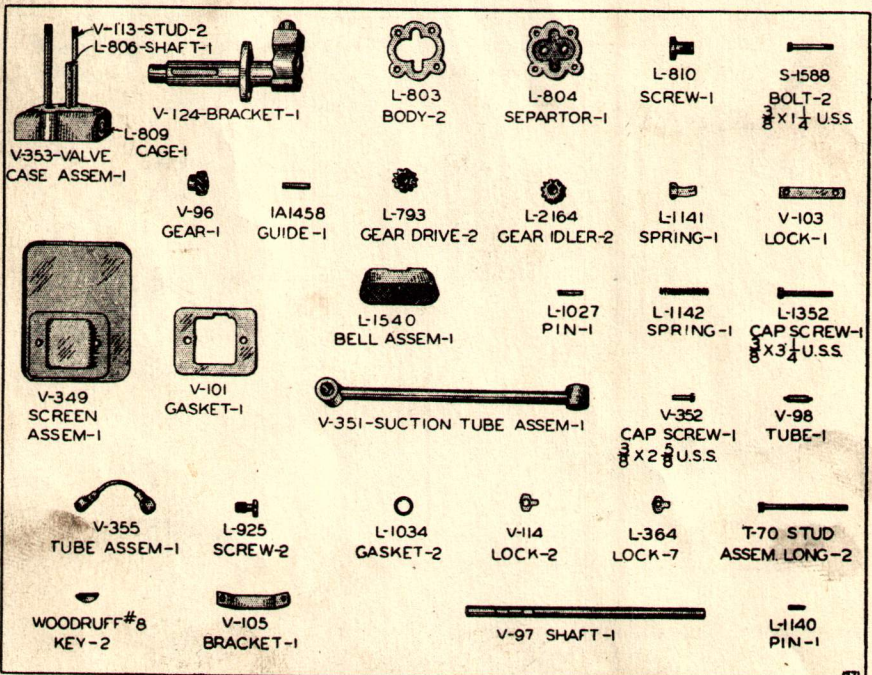 V-113-STUD-2
L-806-SHAFT-1
V-124-BRACKET-1
L-809
CAGE-1
V-353-VALVE
CASE ASSEM-1
L-803
BODY-2
L-804
SEPARTOR-1
L-810
SCREW-1
S-1588
BOLT-2
3/8 X 1 1/4 U.S.S.
V-96
GEAR-1
1A1458
GUIDE-1
L-793
GEAR DRIVE-2
L-2164
GEAR IDLER-2
L-1141
SPRING-1
V-103
LOCK-1
V-349
SCREEN
ASSEM-1
V-101
GASKET-1
L-1540
BELL ASSEM-1
L-1027
PIN-1
L-1142
SPRING-1
L-1352
CAP SCREW-1
3/8 X 3 1/4 U.S.S.
V-351-SUCTION TUBE ASSEM-1
V-352
CAP SCREW-1
3/8 X 2 5/8 U.S.S.
V-98
TUBE-1
V-355
TUBE ASSEM-1
L-925
SCREW-2
L-1034
GASKET-2
V-114
LOCK-2
L-364
LOCK-7
T-70 STUD
ASSEM. LONG-2
WOODRUFF #8
KEY-2
V-105
BRACKET-1
V-97 SHAFT-1
L-1140
PIN-1